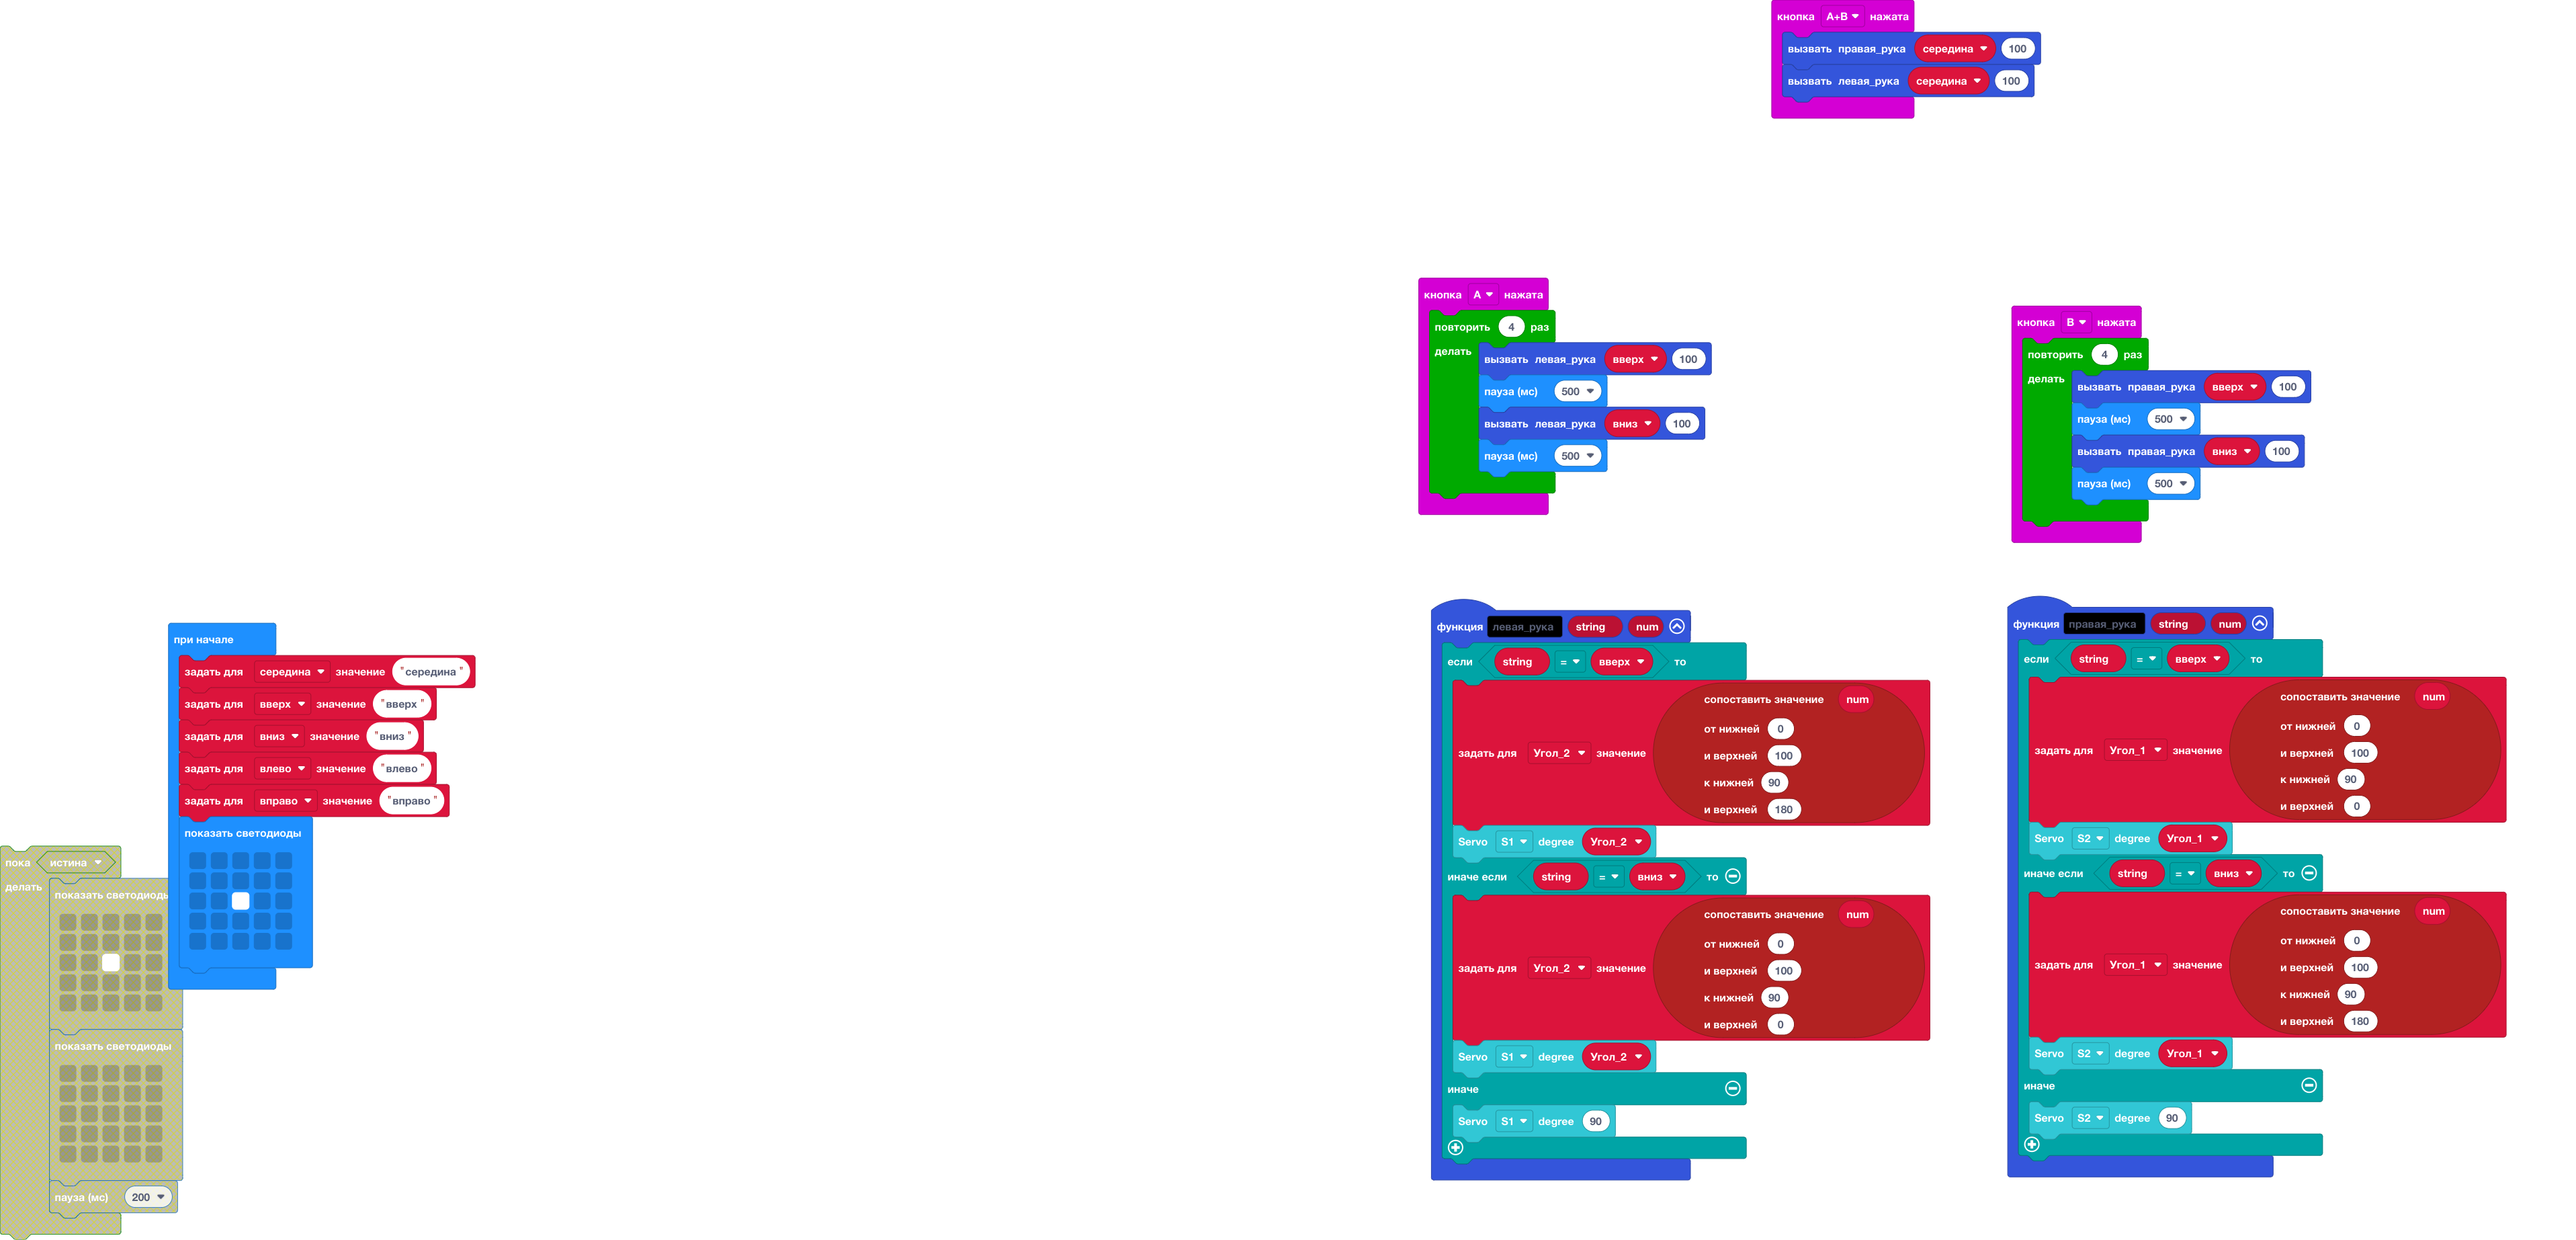 кнопка A+B нажата
вызвать правая_рука середина 100
вызвать левая_рука середина 100
кнопка A нажата
повторить 4 раз
делать
вызвать левая_рука вверх 100
пауза (мс) 500
вызвать левая_рука вниз 100
пауза (мс) 500
кнопка B нажата
повторить 4 раз
делать
вызвать правая_рука вверх 100
пауза (мс) 500
вызвать правая_рука вниз 100
пауза (мс) 500
при начале
задать для середина значение "середина"
задать для вверх значение "вверх"
задать для вниз значение "вниз"
задать для влево значение "влево"
задать для вправо значение "вправо"
показать светодиоды
пока истина
делать
показать светодиоды
показать светодиоды
пауза (мс) 200
функция левая_рука string num
если string = вверх то
задать для Угол_2 значение
сопоставить значение num
от нижней 0
и верхней 100
к нижней 90
и верхней 180
Servo S1 degree Угол_2
иначе если string = вниз то
задать для Угол_2 значение
сопоставить значение num
от нижней 0
и верхней 100
к нижней 90
и верхней 0
Servo S1 degree Угол_2
иначе
Servo S1 degree 90
функция правая_рука string num
если string = вверх то
задать для Угол_1 значение
сопоставить значение num
от нижней 0
и верхней 100
к нижней 90
и верхней 0
Servo S2 degree Угол_1
иначе если string = вниз то
задать для Угол_1 значение
сопоставить значение num
от нижней 0
и верхней 100
к нижней 90
и верхней 180
Servo S2 degree Угол_1
иначе
Servo S2 degree 90